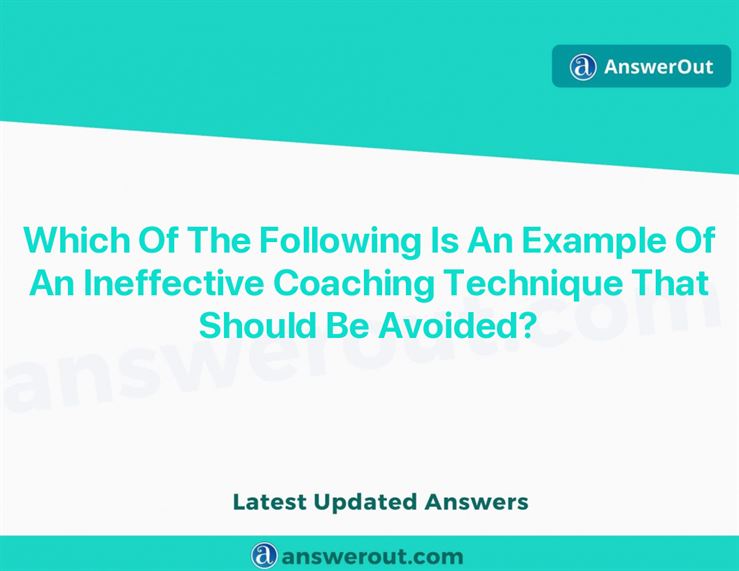 AnswerOut
Which Of The Following Is An Example Of
An Ineffective Coaching Technique That
Should Be Avoided?
answerout.com
Latest Updated Answers
answerout.com